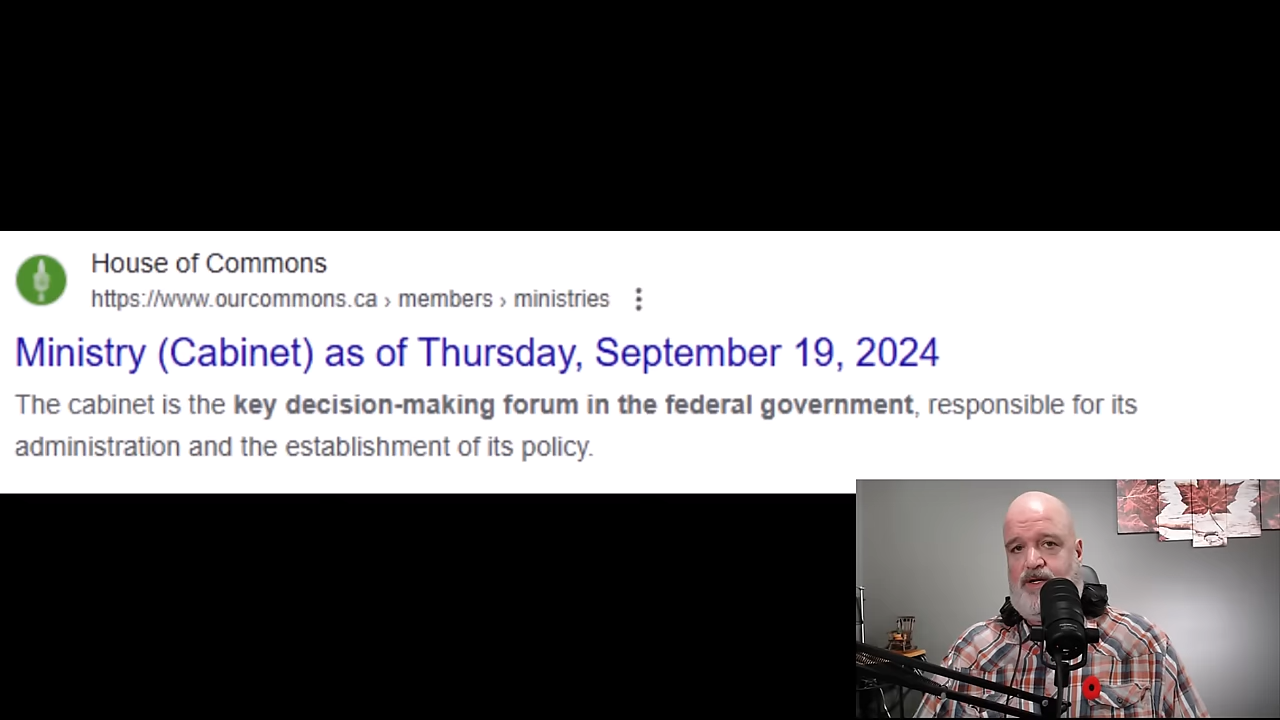 House of Commons
https://www.ourcommons.ca › members › ministries
Ministry (Cabinet) as of Thursday, September 19, 2024
The cabinet is the key decision-making forum in the federal government, responsible for its
administration and the establishment of its policy.